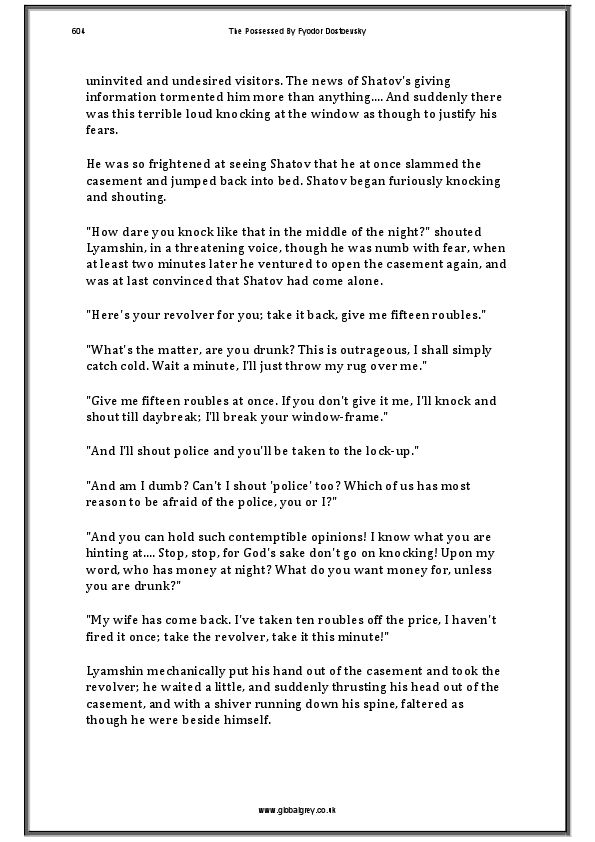 604
The Possessed By Fyodor Dostoevsky
uninvited and undesired visitors. The news of Shatov's giving
information tormented him more than anything.... And suddenly there
was this terrible loud knocking at the window as though to justify his
fears.
He was so frightened at seeing Shatov that he at once slammed the
casement and jumped back into bed. Shatov began furiously knocking
and shouting.
"How dare you knock like that in the middle of the night?" shouted
Lyamshin, in a threatening voice, though he was numb with fear, when
at least two minutes later he ventured to open the casement again, and
was at last convinced that Shatov had come alone.
"Here's your revolver for you; take it back, give me fifteen roubles."
"What's the matter, are you drunk? This is outrageous, I shall simply
catch cold. Wait a minute, I'll just throw my rug over me."
"Give me fifteen roubles at once. If you don't give it me, I'll knock and
shout till daybreak; I'll break your window-frame."
"And I'll shout police and you'll be taken to the lock-up."
"And am I dumb? Can't I shout 'police' too? Which of us has most
reason to be afraid of the police, you or I?"
"And you can hold such contemptible opinions! I know what you are
hinting at.... Stop, stop, for God's sake don't go on knocking! Upon my
word, who has money at night? What do you want money for, unless
you are drunk?"
"My wife has come back. I've taken ten roubles off the price, I haven't
fired it once; take the revolver, take it this minute!"
Lyamshin mechanically put his hand out of the casement and took the
revolver; he waited a little, and suddenly thrusting his head out of the
casement, and with a shiver running down his spine, faltered as
though he were beside himself.
www.globalgrey.co.uk